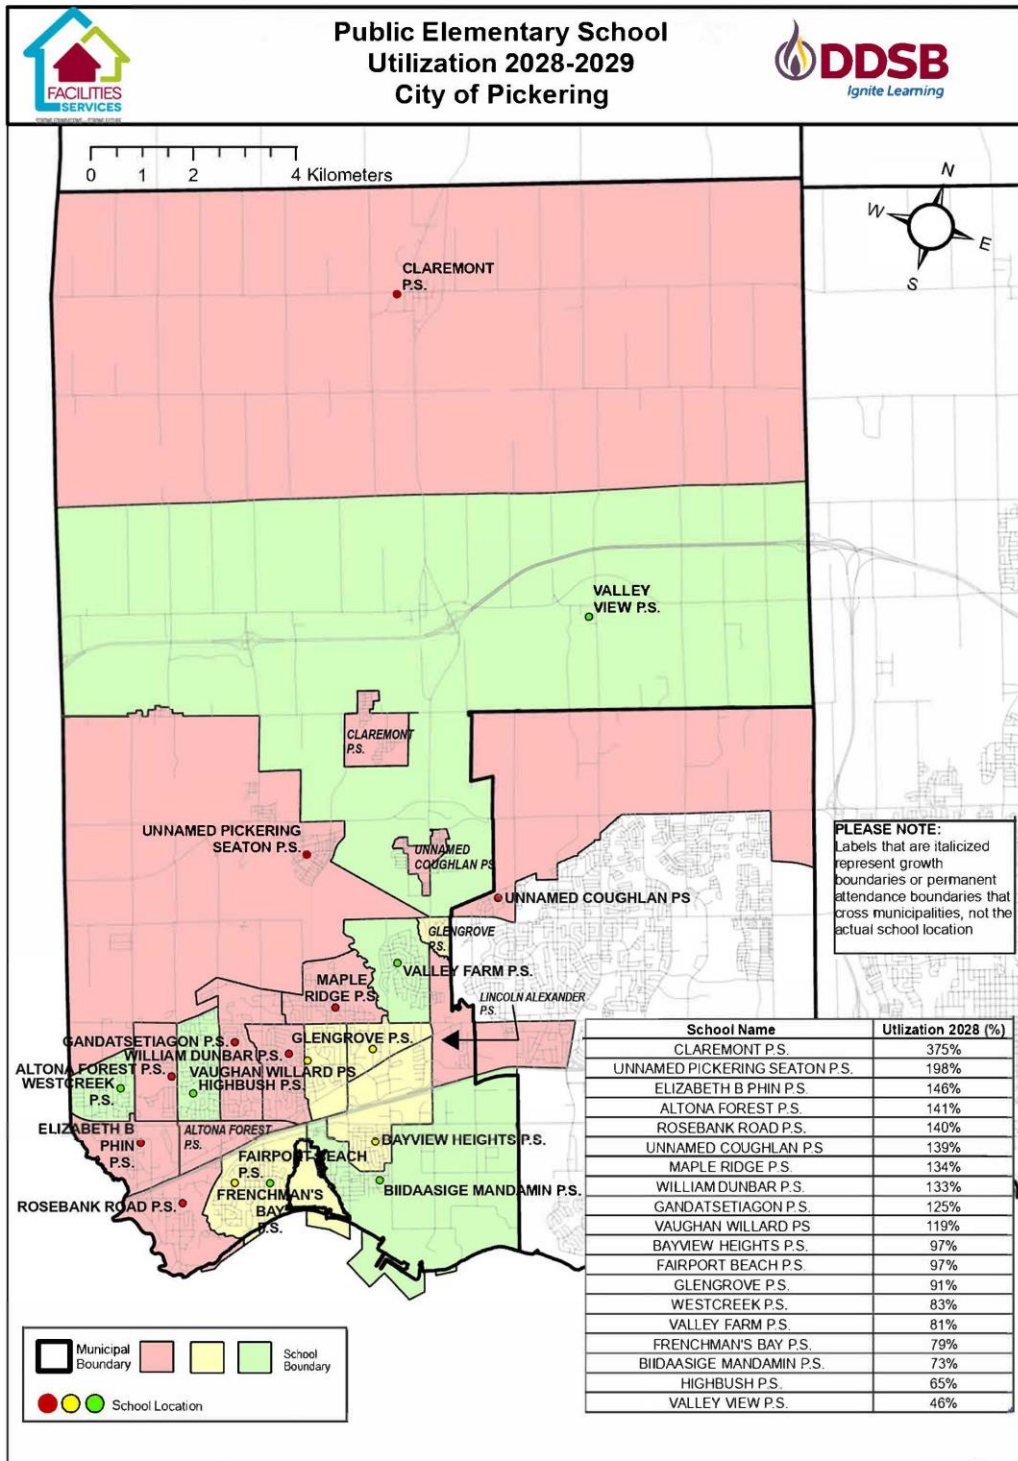 FACILITIES
SERVICES
Public Elementary School
Utilization 2028-2029
City of Pickering
DDSB
Ignite Learning
0 1 2 4 Kilometers
N
W
E
S
CLAREMONT
P.S.
VALLEY
VIEW P.S.
CLAREMONT
P.S.
UNNAMED PICKERING
SEATON P.S.
UNNAMED
COUGHLAN PS
UNNAMED COUGHLAN PS
GLENGROVE
P.S.
VALLEY FARM P.S.
MAPLE
RIDGE P.S.
LINCOLN ALEXANDER
P.S.
GANDATSETIAGON P.S.
GLENGROVE P.S.
WILLIAM DUNBAR P.S.
ALTONA FOREST P.S.
VAUGHAN WILLARD PS
WESTCREEK
P.S.
HIGHBUSH P.S.
ELIZABETH B
PHIN
P.S.
ALTONA FOREST
P.S.
BAYVIEW HEIGHTS P.S.
FAIRPORT BEACH
P.S.
FRENCHMAN'S
BAY
P.S.
BIIDAASIGE MANDAMIN P.S.
ROSEBANK ROAD P.S.
PLEASE NOTE:
Labels that are italicized
represent growth
boundaries or permanent
attendance boundaries that
cross municipalities, not the
actual school location
School Name Utlization 2028 (%)
CLAREMONT P.S. 375%
UNNAMED PICKERING SEATON P.S. 198%
ELIZABETH B PHIN P.S. 146%
ALTONA FOREST P.S. 141%
ROSEBANK ROAD P.S. 140%
UNNAMED COUGHLAN P.S 139%
MAPLE RIDGE P.S. 134%
WILLIAM DUNBAR P.S. 133%
GANDATSETIAGON P.S. 125%
VAUGHAN WILLARD PS 119%
BAYVIEW HEIGHTS P.S. 97%
FAIRPORT BEACH P.S. 97%
GLENGROVE P.S. 91%
WESTCREEK P.S. 83%
VALLEY FARM P.S. 81%
FRENCHMAN'S BAY P.S. 79%
BIIDAASIGE MANDAMIN P.S. 73%
HIGHBUSH P.S. 65%
VALLEY VIEW P.S. 46%
Municipal
Boundary
School
Boundary
School Location